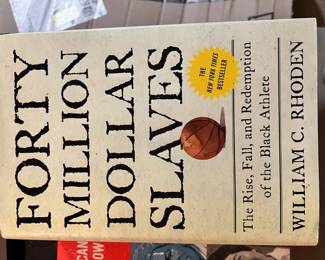 FORTY
MILLION
DOLLAR
SLAVES
THE
NEW YORK TIMES
BESTSELLER
The Rise, Fall, and Redemption
of the Black Athlete
WILLIAM C. RHODEN